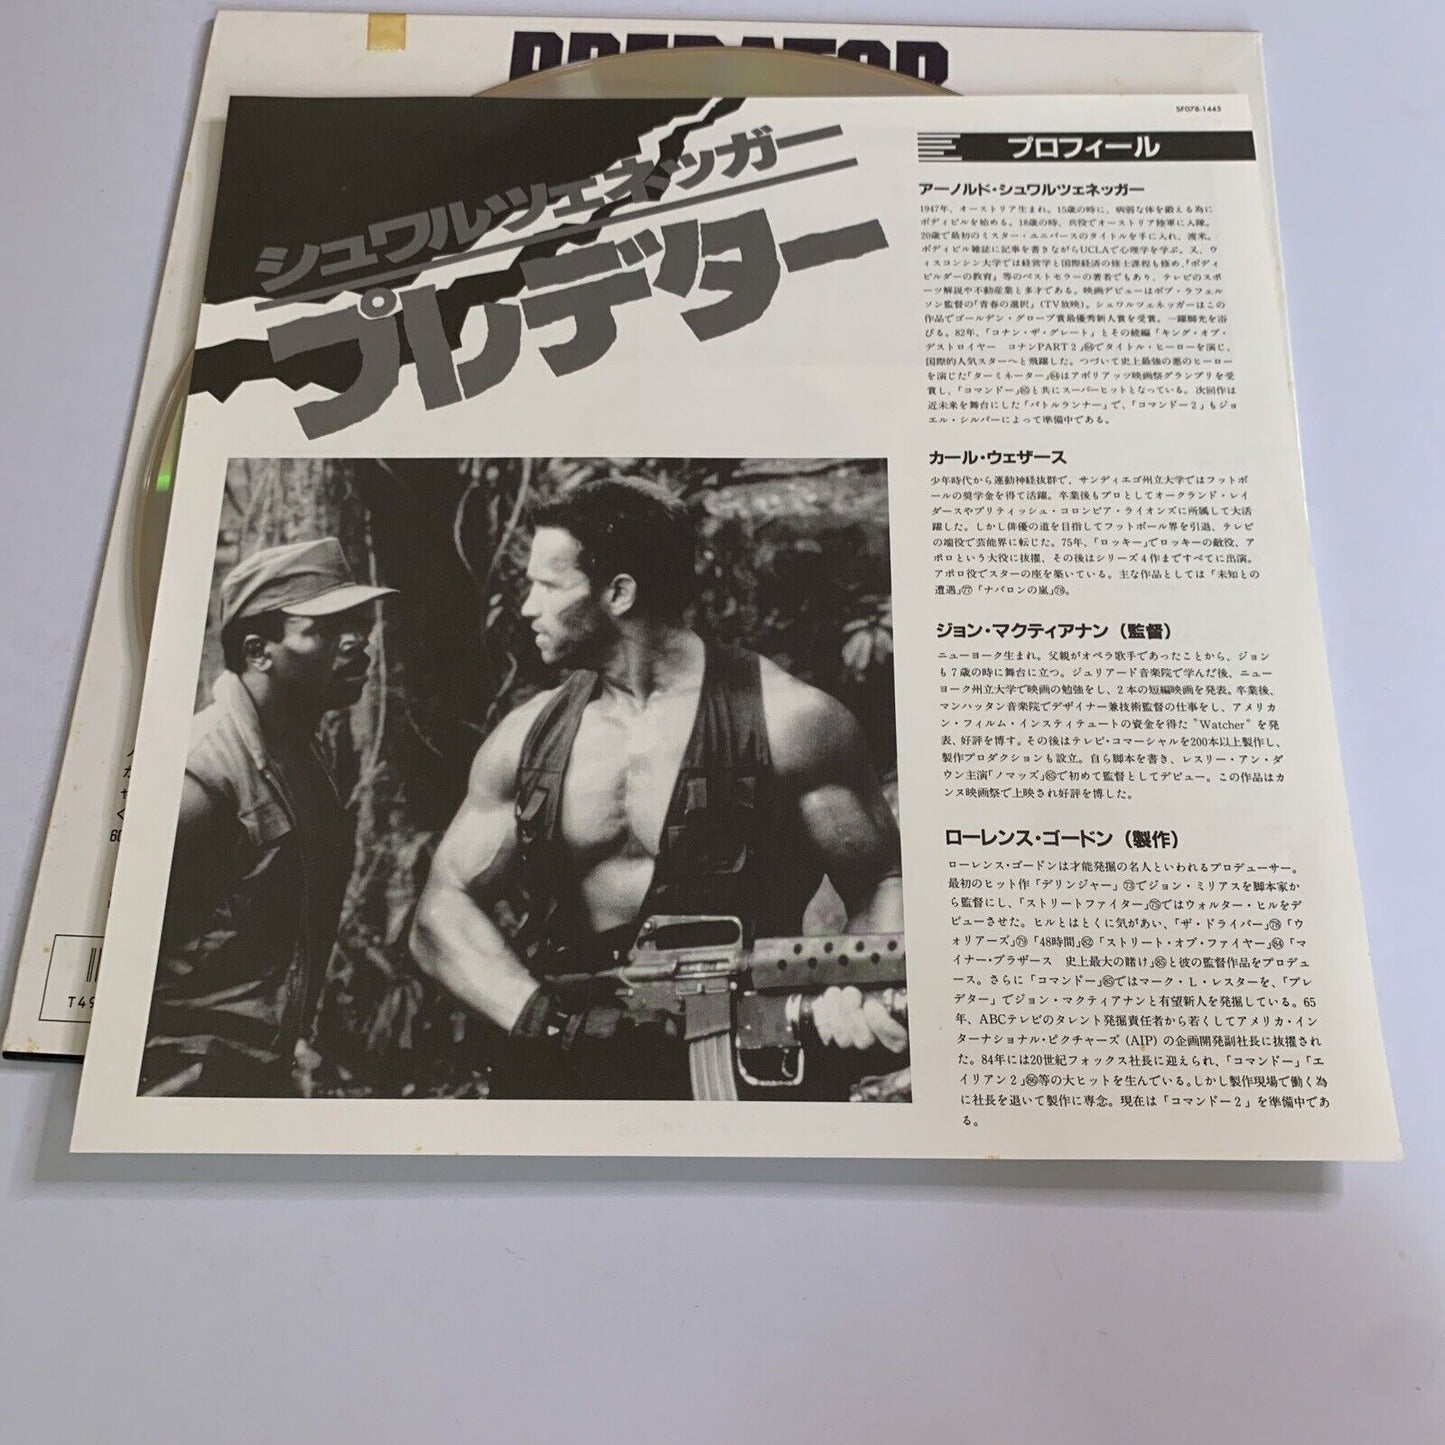 PREDATOR
SF078-1445
シュワルツェネッガー
プレデター
プロフィール
アーノルド・シュワルツェネッガー
1947年、オーストリア生まれ。15歳の時に、病弱な体を鍛える為に
ボディビルを始める。18歳の時、兵役でオーストリア陸軍に入隊。
20歳で最初のミスター・ユニバースのタイトルを手に入れ、渡米。
ボディビル雑誌に記事を書きながらUCLAで心理学を学ぶ。又、ウ
ィスコンシン大学では経営学と国際経済の修士課程も修め、「ボディ
ビルダーの教育」等のベストセラーの著者でもあり、テレビのスポ
ーツ解説や不動産業と多才である。映画デビューはボブ・ラフェル
ソン監督の「青春の選択」(TV放映)。シュワルツェネッガーはこの
作品でゴールデン・グローブ賞最優秀新人賞を受賞。一躍脚光を浴
びる。82年、「コナン・ザ・グレート」とその続編「キング・オブ・
デストロイヤー　コナンPART2」㊽でタイトル・ヒーローを演じ、
国際的人気スターへと飛躍した。つづいて史上最強の悪のヒーロー
を演じた「ターミネーター」(84)はアボリアッツ映画祭グランプリを受
賞し、「コマンドー」(85)と共にスーパーヒットとなっている。次回作は
近未来を舞台にした「バトルランナー」で、「コマンドー2」もジョ
エル・シルバーによって準備中である。
カール・ウェザース
少年時代から運動神経抜群で、サンディエゴ州立大学ではフットボ
ールの奨学金を得て活躍。卒業後もプロとしてオークランド・レイ
ダースやブリティッシュ・コロンビア・ライオンズに所属して大活
躍した。しかし俳優の道を目指してフットボール界を引退、テレビ
の端役で芸能界に転じた。75年、「ロッキー」でロッキーの敵役、ア
ポロという大役に抜擢、その後はシリーズ4作まですべてに出演。
アポロ役でスターの座を築いている。主な作品としては「未知との
遭遇」(77)「ナバロンの嵐」(78)。
ジョン・マクティアナン（監督）
ニューヨーク生まれ。父親がオペラ歌手であったことから、ジョン
も7歳の時に舞台に立つ。ジュリアード音楽院で学んだ後、ニュー
ヨーク州立大学で映画の勉強をし、2本の短編映画を発表。卒業後、
マンハッタン音楽院でデザイナー兼技術監督の仕事をし、アメリカ
ン・フィルム・インスティテュートの資金を得た"Watcher"を発
表、好評を博す。その後はテレビ・コマーシャルを200本以上製作し、
製作プロダクションも設立。自ら脚本を書き、レスリー・アン・ダ
ウン主演「ノマッズ」(85)で初めて監督としてデビュー。この作品はカ
ンヌ映画祭で上映され好評を博した。
ローレンス・ゴードン（製作）
ローレンス・ゴードンは才能発掘の名人といわれるプロデューサー。
最初のヒット作「デリンジャー」(73)でジョン・ミリアスを脚本家か
ら監督にし、「ストリートファイター」(75)ではウォルター・ヒルをデ
ビューさせた。ヒルとはとくに気があい、「ザ・ドライバー」(78)「ウ
ォリアーズ」(79)「48時間」(82)「ストリート・オブ・ファイヤー」(84)「マ
イナー・ブラザース　史上最大の賭け」(85)と彼の監督作品をプロデュ
ース。さらに「コマンドー」(85)ではマーク・L・レスターを、「プレ
デター」でジョン・マクティアナンと有望新人を発掘している。65
年、ABCテレビのタレント発掘責任者から若くしてアメリカ・イン
ターナショナル・ピクチャーズ(AIP)の企画開発副社長に抜擢され
た。84年には20世紀フォックス社長に迎えられ、「コマンドー」「エ
イリアン2」(86)等の大ヒットを生んでいる。しかし製作現場で働く為
に社長を退いて製作に専念。現在は「コマンドー2」を準備中であ
る。
60
T49